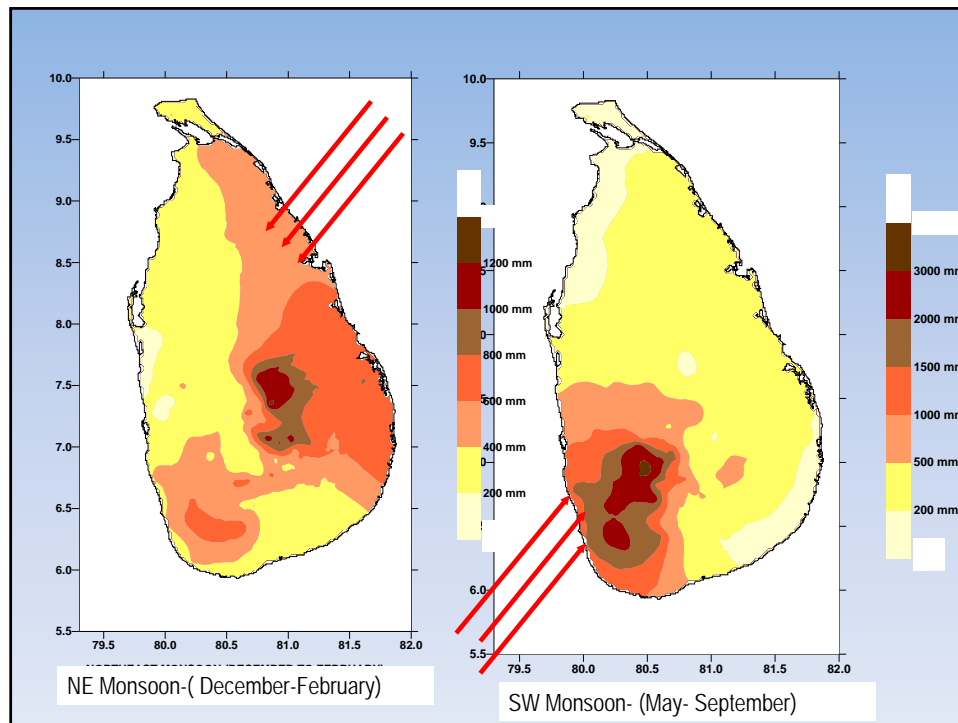 10.0
9.5
9.0
8.5
8.0
7.5
7.0
6.5
6.0
5.5
79.5 80.0 80.5 81.0 81.5 82.0
1200 mm
1000 mm
800 mm
600 mm
400 mm
200 mm
NE Monsoon-( December-February)
10.0
9.5
6.0
5.5
79.5 80.0 80.5 81.0 81.5 82.0
3000 mm
2000 mm
1500 mm
1000 mm
500 mm
200 mm
SW Monsoon- (May- September)